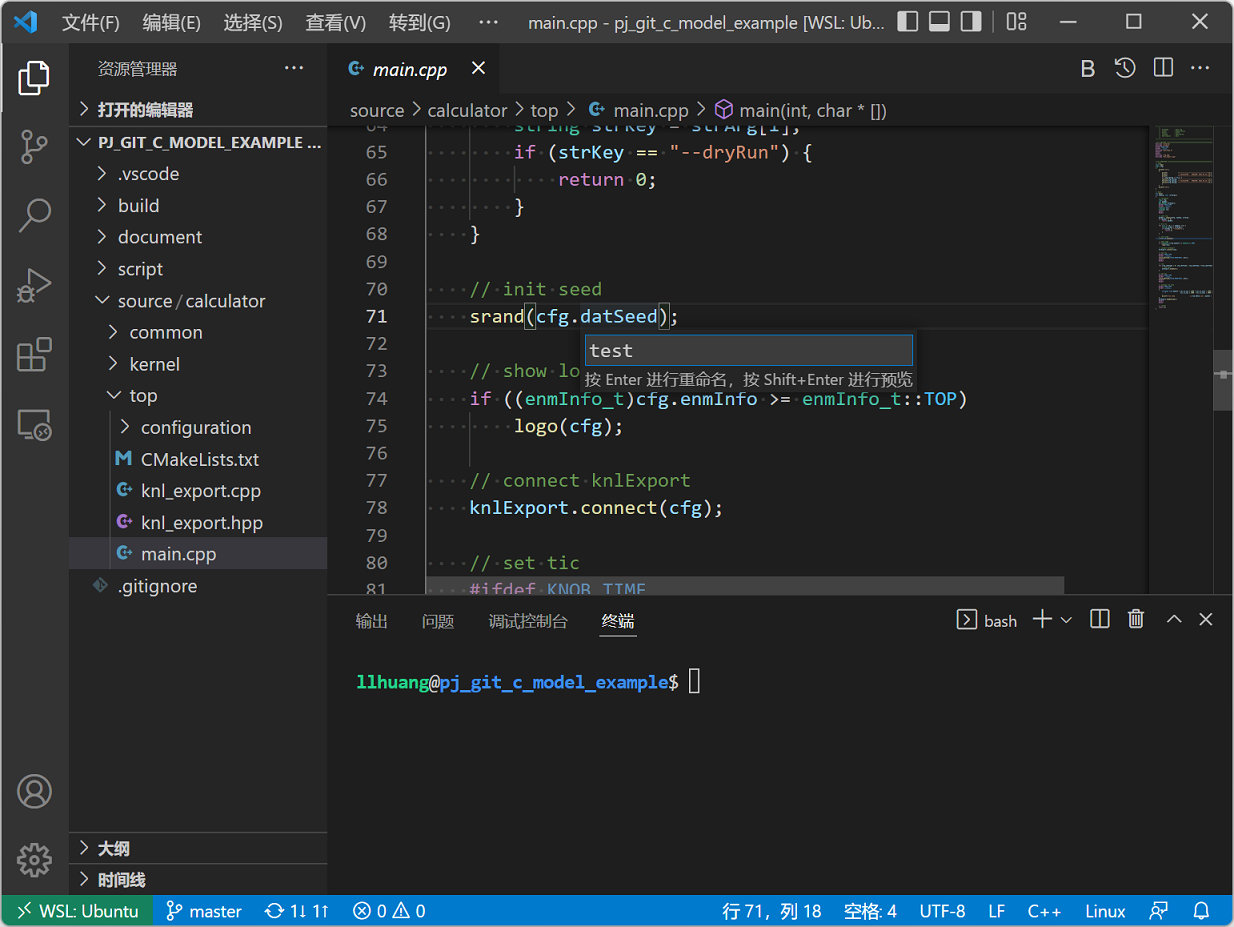 文件(F) 编辑(E) 选择(S) 查看(V) 转到(G) ··· main.cpp - pj_git_c_model_example [WSL: Ub...
资源管理器 ···
打开的编辑器
PJ_GIT_C_MODEL_EXAMPLE ...
.vscode
build
document
script
source/calculator
common
kernel
top
configuration
CMakeLists.txt
knl_export.cpp
knl_export.hpp
main.cpp
.gitignore
大纲
时间线
main.cpp
B ···
source > calculator > top > main.cpp > main(int, char * [])
64 string strKey = strArg[i];
65 if (strKey == "--dryRun") {
66 return 0;
67 }
68 }
69
70 // init seed
71 srand(cfg.datSeed);
72
test
按 Enter 进行重命名，按 Shift+Enter 进行预览
73 // show lo
74 if ((enmInfo_t)cfg.enmInfo >= enmInfo_t::TOP)
75 logo(cfg);
76
77 // connect knlExport
78 knlExport.connect(cfg);
79
80 // set tic
81 #ifdef KNOB_TIME
输出 问题 调试控制台 终端 bash
llhuang@pj_git_c_model_example$
WSL: Ubuntu master 1↓ 1↑ 0 0 行 71，列 18 空格: 4 UTF-8 LF C++ Linux